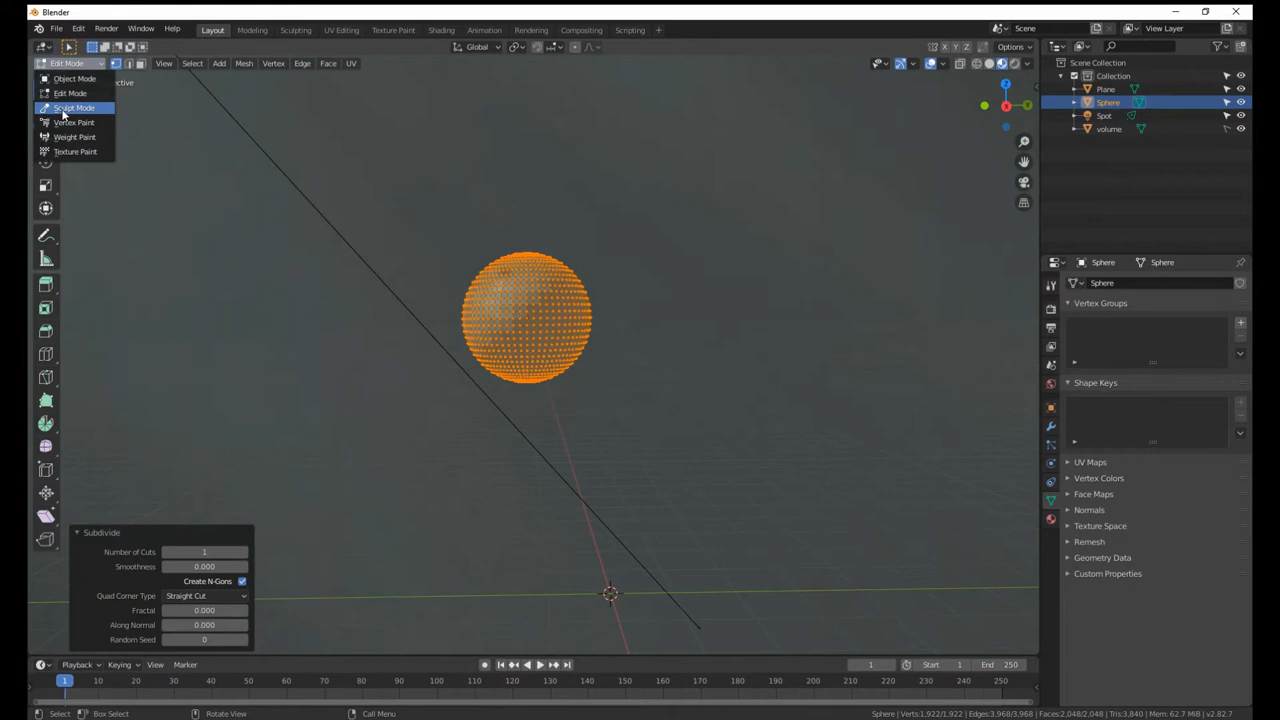 Blender
File Edit Render Window Help
Layout Modeling Sculpting UV Editing Texture Paint Shading Animation Rendering Compositing Scripting +
Scene
View Layer
Global
X Y Z Options
Edit Mode
View Select Add Mesh Vertex Edge Face UV
Object Mode
Edit Mode
Sculpt Mode
Vertex Paint
Weight Paint
Texture Paint
Z
Y
X
Scene Collection
Collection
Plane
Sphere
Spot
volume
Sphere Sphere
Sphere
Vertex Groups
Shape Keys
UV Maps
Vertex Colors
Face Maps
Normals
Texture Space
Remesh
Geometry Data
Custom Properties
Subdivide
Number of Cuts 1
Smoothness 0.000
Create N-Gons
Quad Corner Type Straight Cut
Fractal 0.000
Along Normal 0.000
Random Seed 0
Playback Keying View Marker
1 Start 1 End 250
1 10 20 30 40 50 60 70 80 90 100 110 120 130 140 150 160 170 180 190 200 210 220 230 240 250
Select Box Select Rotate View Call Menu
Sphere | Verts:1,922/1,922 | Edges:3,968/3,968 | Faces:2,048/2,048 | Tris:3,840 | Mem: 62.7 MiB | v2.82.7